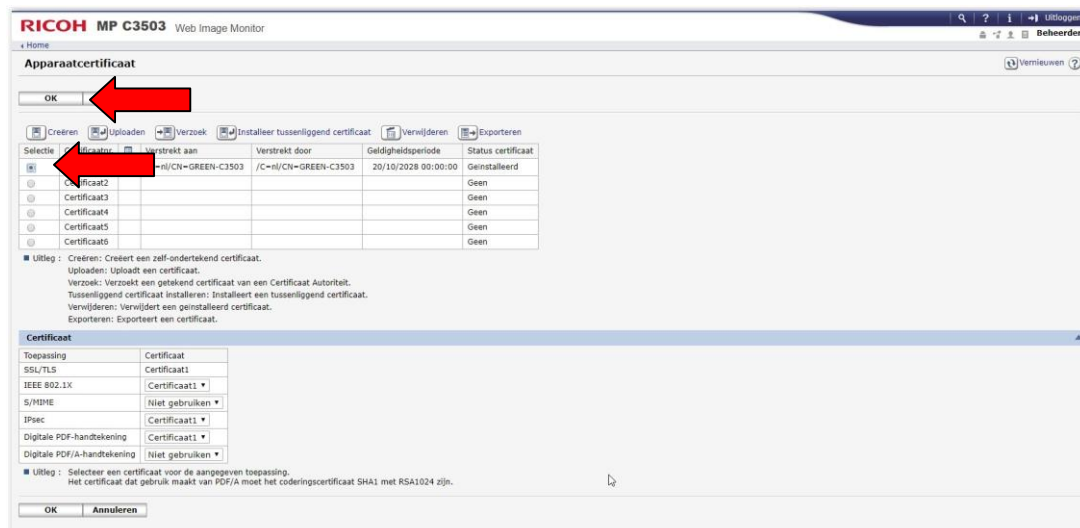 RICOH MP C3503 Web Image Monitor
? i Uitloggen
Beheerder
Home
Apparaatcertificaat
Vernieuwen ?
OK
Creëren Uploaden Verzoek Installeer tussenliggend certificaat Verwijderen Exporteren
Selectie Verstrekt aan Verstrekt door Geldigheidsperiode Status certificaat
=nl/CN=GREEN-C3503 /C=nl/CN=GREEN-C3503 20/10/2028 00:00:00 Geïnstalleerd
Certificaat2 Geen
Certificaat3 Geen
Certificaat4 Geen
Certificaat5 Geen
Certificaat6 Geen
Uitleg : Creëren: Creëert een zelf-ondertekend certificaat.
Uploaden: Uploadt een certificaat.
Verzoek: Verzoekt een getekend certificaat van een Certificaat Autoriteit.
Tussenliggend certificaat installeren: Installeert een tussenliggend certificaat.
Verwijderen: Verwijdert een geïnstalleerd certificaat.
Exporteren: Exporteert een certificaat.
Certificaat
Toepassing Certificaat
SSL/TLS Certificaat1
IEEE 802.1X Certificaat1
S/MIME Niet gebruiken
IPsec Certificaat1
Digitale PDF-handtekening Certificaat1
Digitale PDF/A-handtekening Niet gebruiken
Uitleg : Selecteer een certificaat voor de aangegeven toepassing.
Het certificaat dat gebruik maakt van PDF/A moet het coderingscertificaat SHA1 met RSA1024 zijn.
OK Annuleren